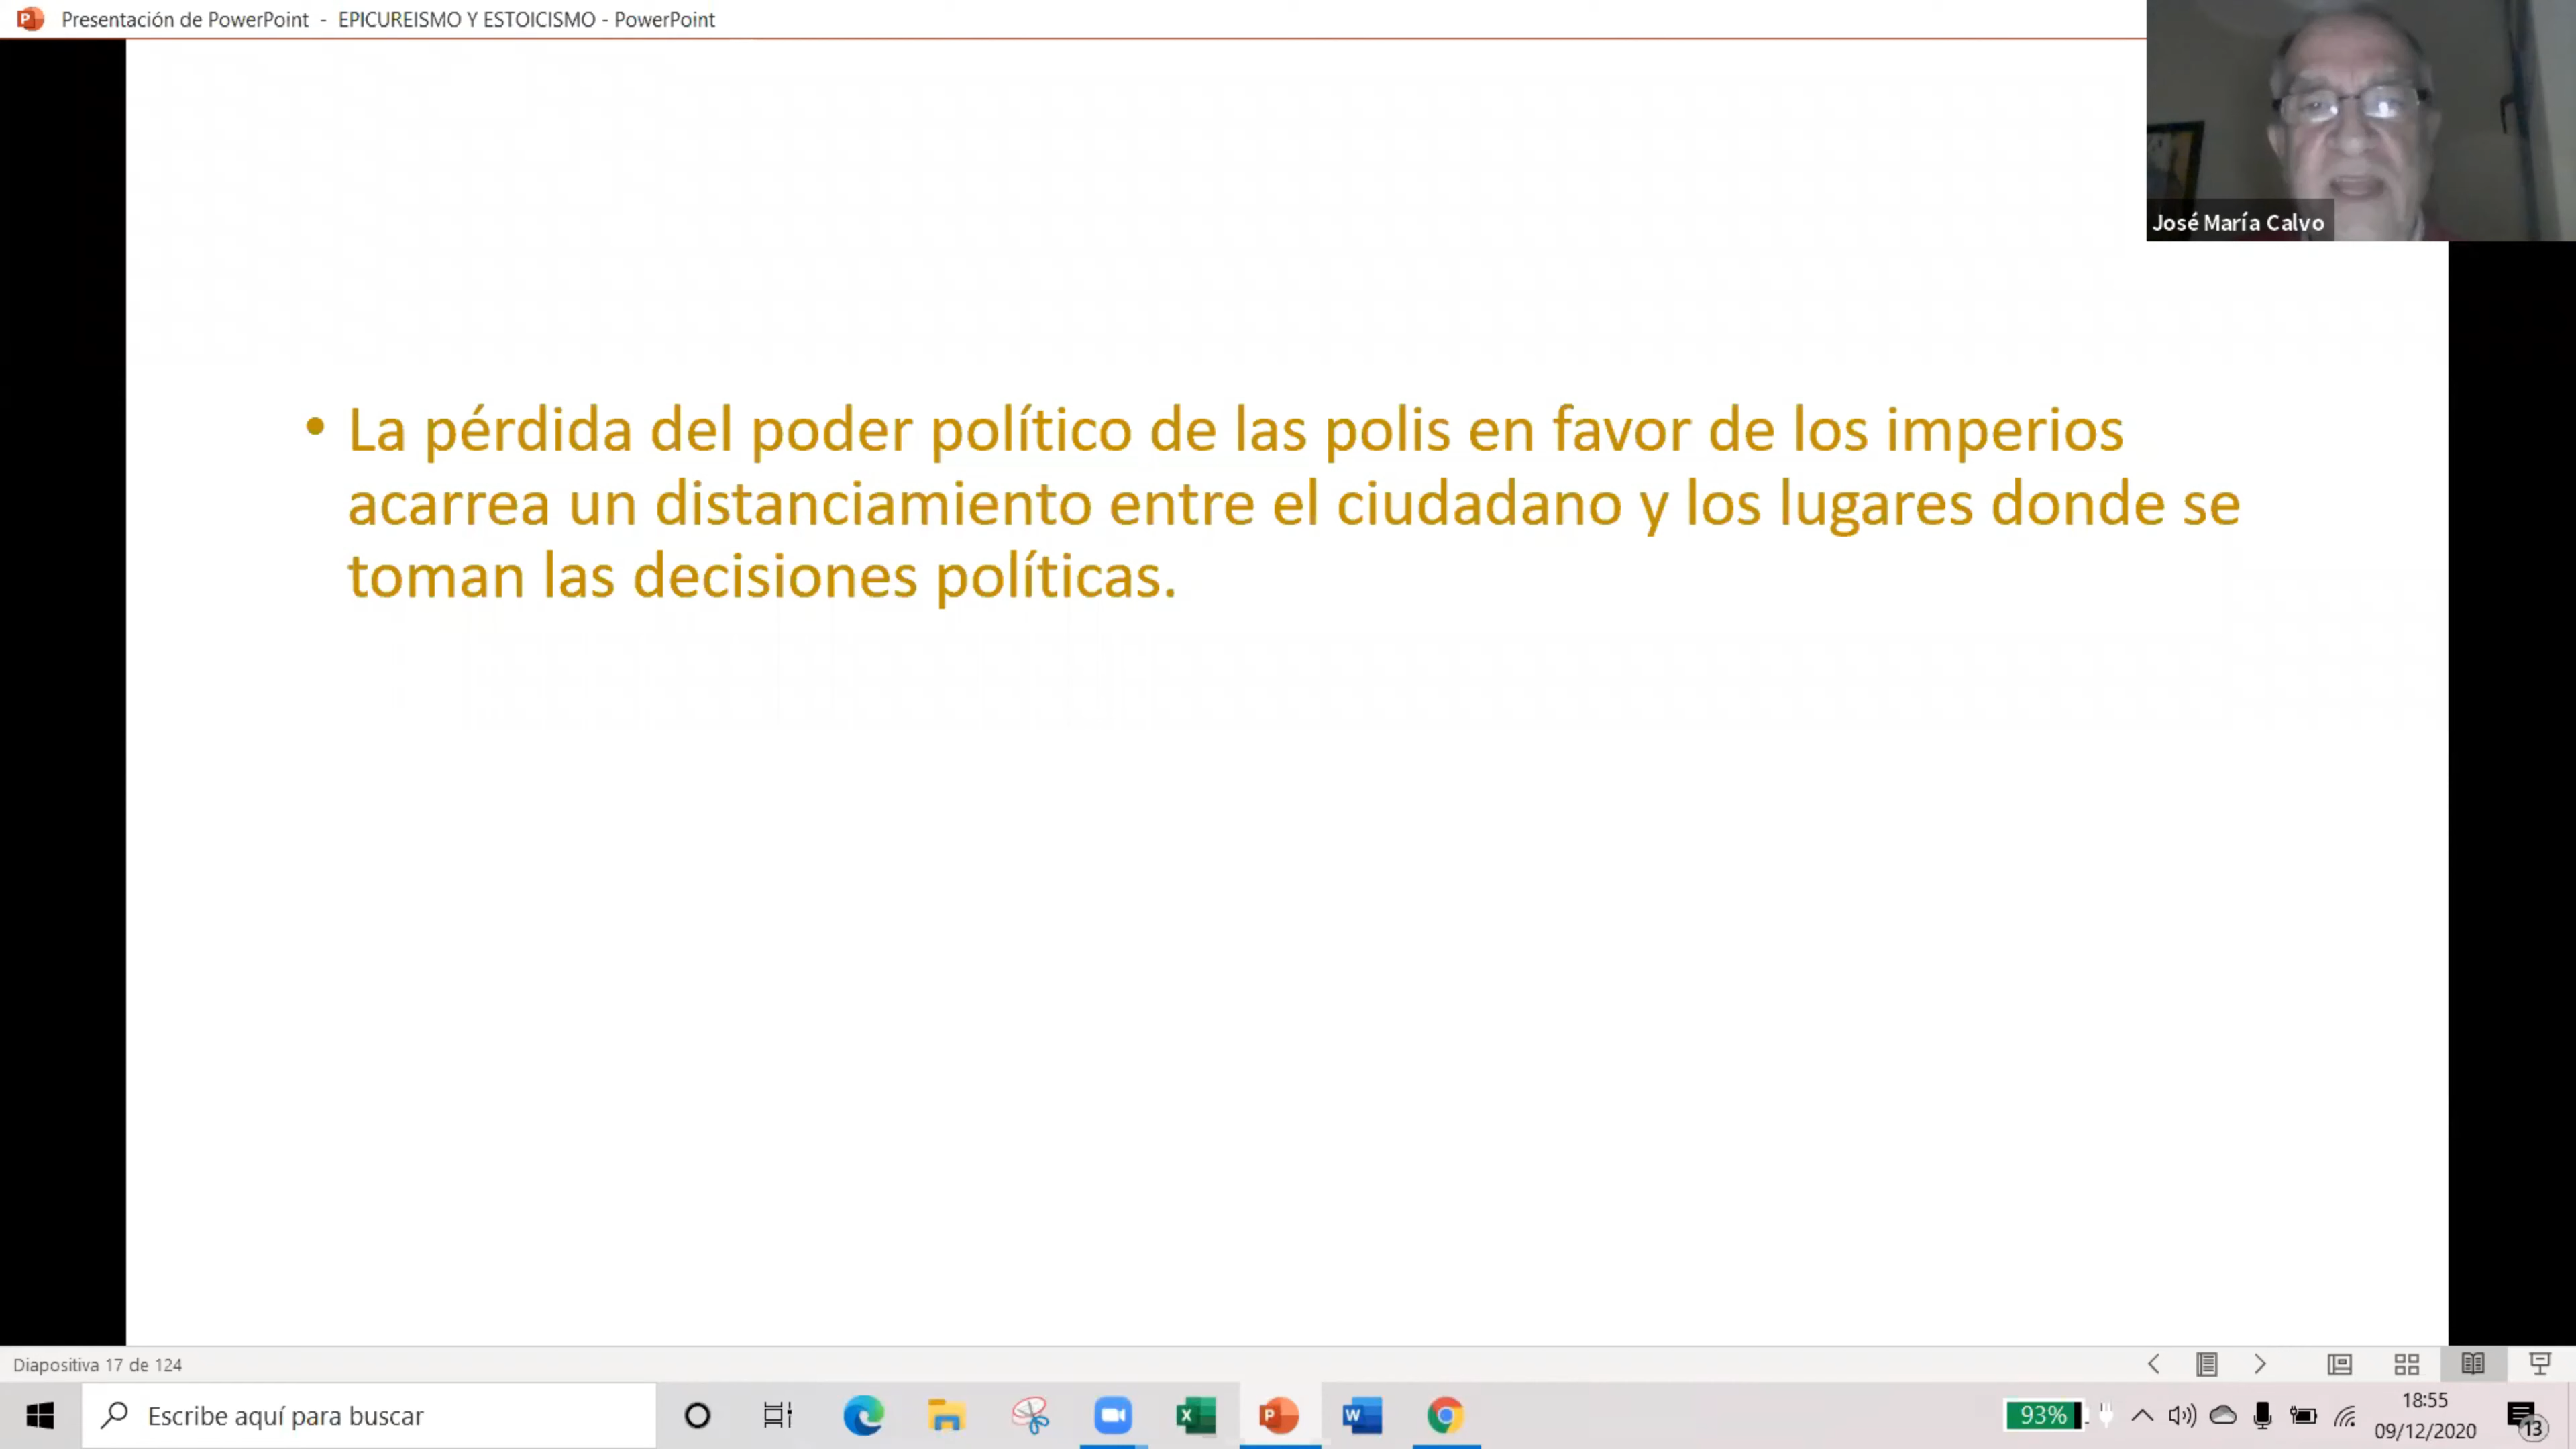 Presentación de PowerPoint - EPICUREISMO Y ESTOICISMO - PowerPoint
José María Calvo
• La pérdida del poder político de las polis en favor de los imperios
acarrea un distanciamiento entre el ciudadano y los lugares donde se
toman las decisiones políticas.
Diapositiva 17 de 124
Escribe aquí para buscar
93%
18:55
09/12/2020
13